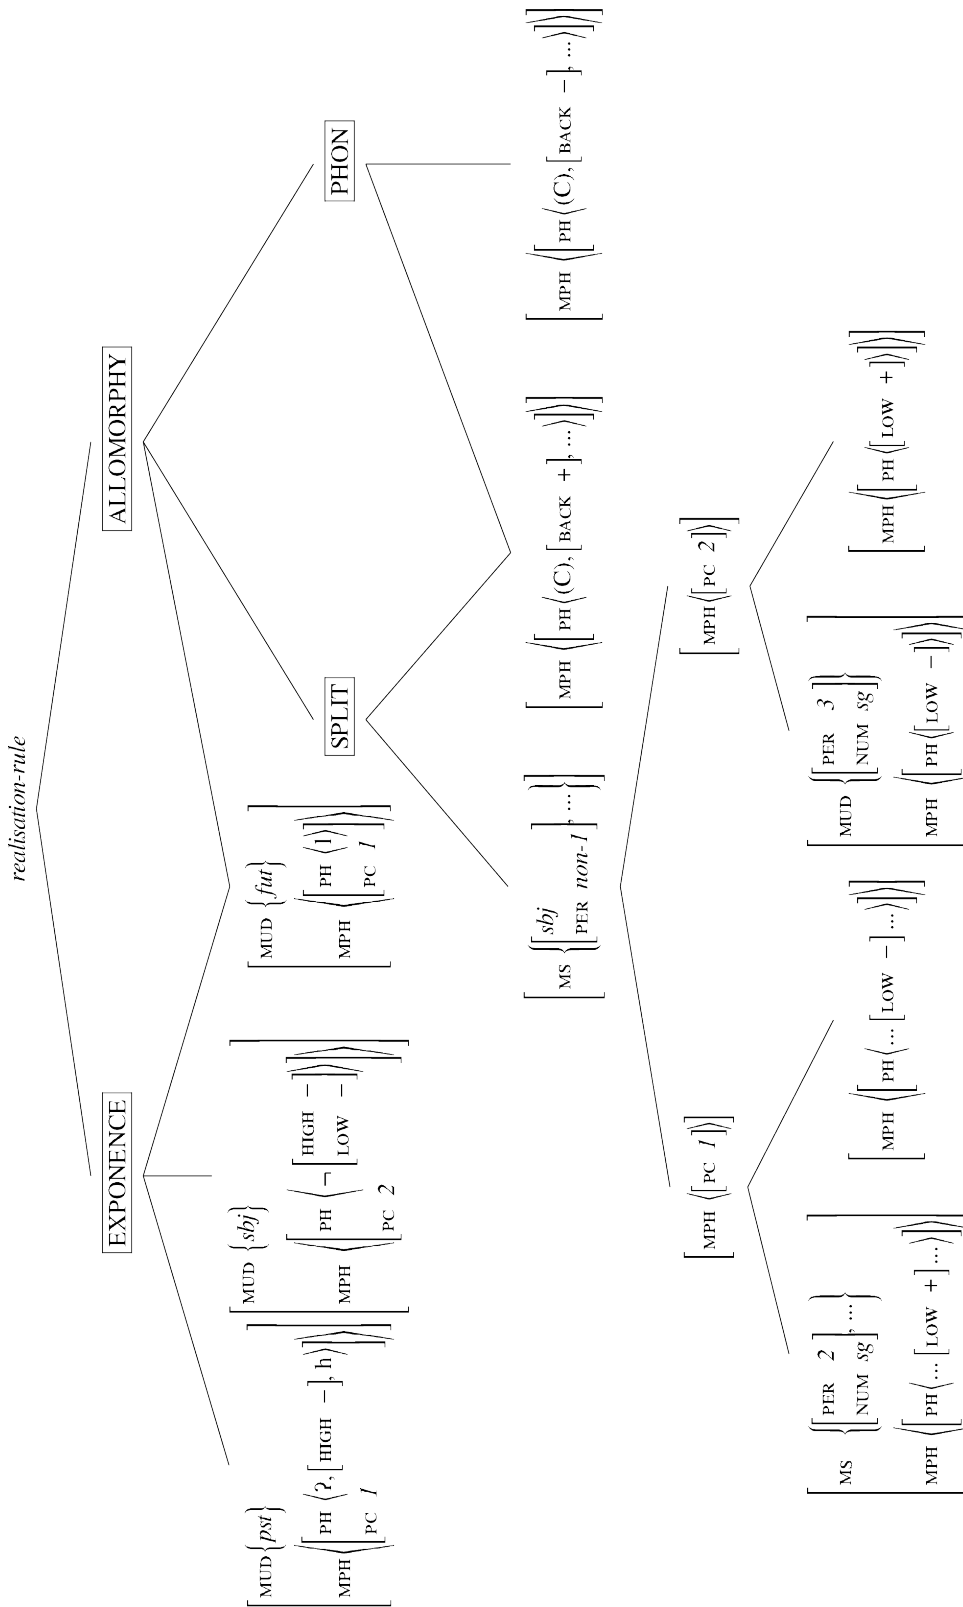 realisation-rule
EXPONENCE ALLOMORPHY
MUD {pst}
MPH ⟨[PH ⟨ʔ, [HIGH −], h⟩
PC 1]⟩
MUD {sbj}
MPH ⟨[PH ⟨¬ [HIGH −
LOW −]⟩
PC 2]⟩
MUD {fut}
MPH ⟨[PH ⟨l⟩
PC 1]⟩
SPLIT PHON
[MS {[sbj
PER non-1], ...}]
[MPH ⟨[PH ⟨(C), [BACK +], ...⟩]⟩]
[MPH ⟨[PH ⟨(C), [BACK −], ...⟩]⟩]
[MPH ⟨[PC 1]⟩] [MPH ⟨[PC 2]⟩]
MS {[PER 2
NUM sg], ...}
MPH ⟨[PH ⟨... [LOW +] ...⟩]⟩
[MPH ⟨[PH ⟨... [LOW −] ...⟩]⟩]
MUD {[PER 3
NUM sg]}
MPH ⟨[PH ⟨[LOW −]⟩]⟩
[MPH ⟨[PH ⟨[LOW +]⟩]⟩]